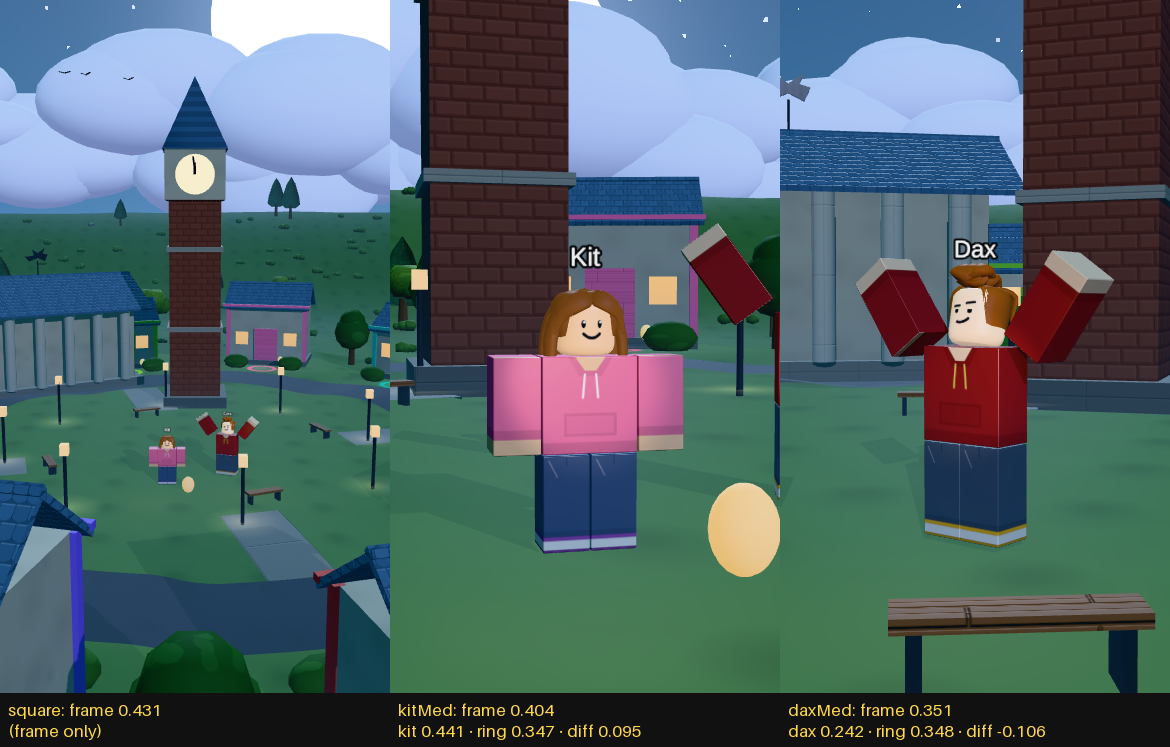 Kit
Dax
square: frame 0.431
(frame only)
kitMed: frame 0.404
kit 0.441 · ring 0.347 · diff 0.095
daxMed: frame 0.351
dax 0.242 · ring 0.348 · diff -0.106